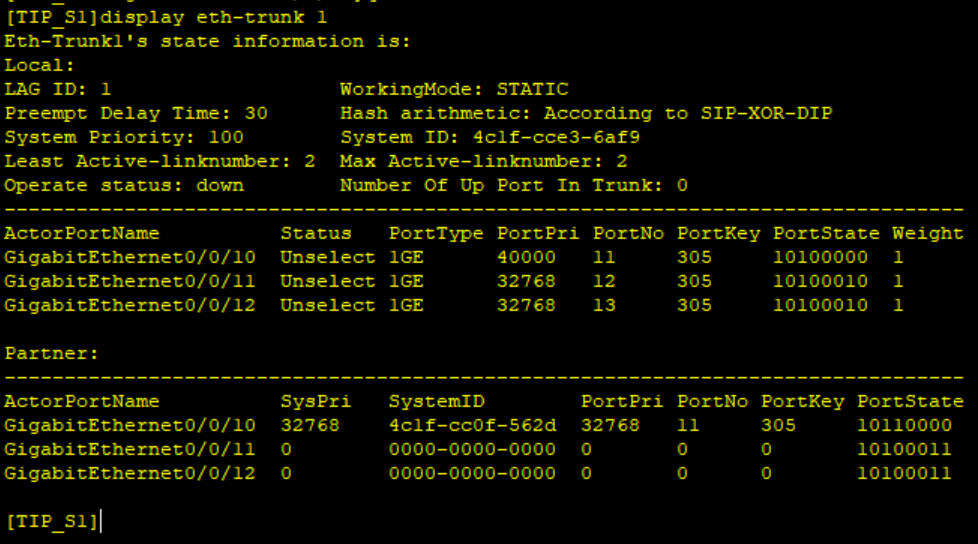 [TIP_S1]display eth-trunk 1
Eth-Trunk1's state information is:
Local:
LAG ID: 1                   WorkingMode: STATIC
Preempt Delay Time: 30      Hash arithmetic: According to SIP-XOR-DIP
System Priority: 100        System ID: 4c1f-cce3-6af9
Least Active-linknumber: 2  Max Active-linknumber: 2
Operate status: down        Number Of Up Port In Trunk: 0
--------------------------------------------------------------------------------
ActorPortName          Status   PortType PortPri PortNo PortKey PortState Weight
GigabitEthernet0/0/10  Unselect 1GE      40000   11     305     10100000  1
GigabitEthernet0/0/11  Unselect 1GE      32768   12     305     10100010  1
GigabitEthernet0/0/12  Unselect 1GE      32768   13     305     10100010  1
Partner:
--------------------------------------------------------------------------------
ActorPortName          SysPri   SystemID        PortPri PortNo PortKey PortState
GigabitEthernet0/0/10  32768    4c1f-cc0f-562d  32768   11     305     10110000
GigabitEthernet0/0/11  0        0000-0000-0000  0       0      0       10100011
GigabitEthernet0/0/12  0        0000-0000-0000  0       0      0       10100011
[TIP_S1]